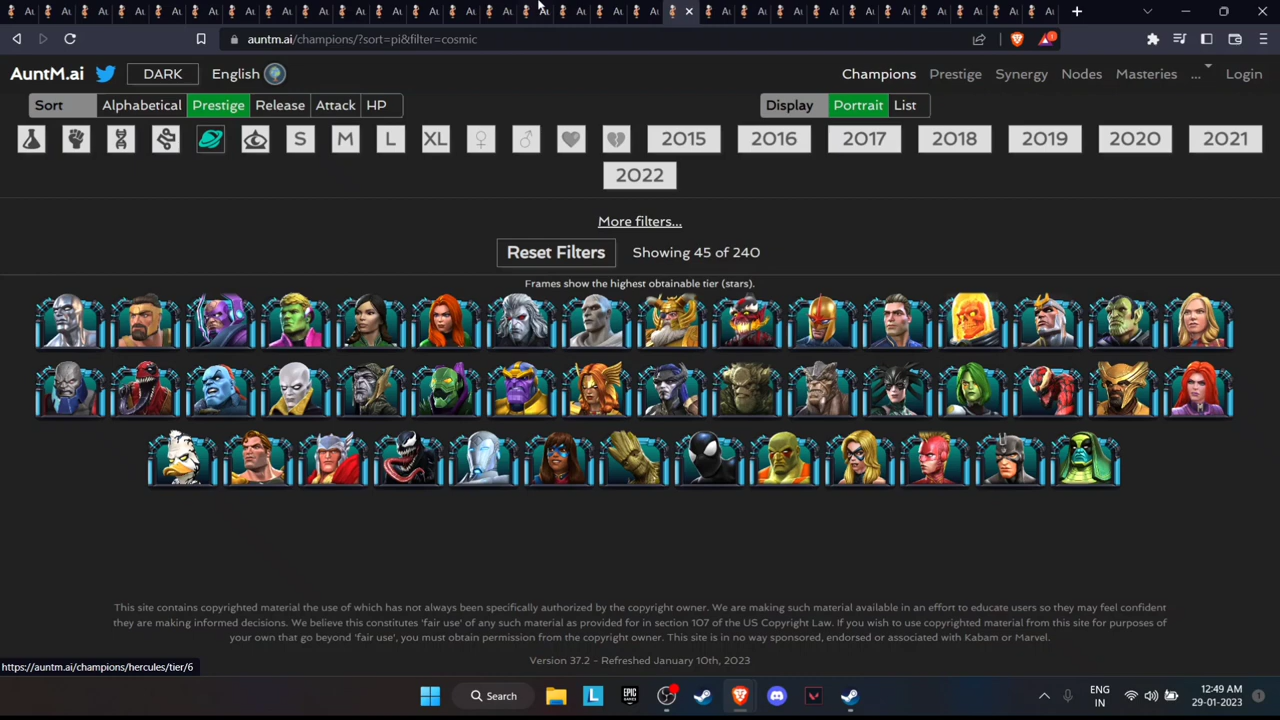 auntm.ai/champions/?sort=pi&filter=cosmic
AuntM.ai DARK English Champions Prestige Synergy Nodes Masteries ... Login
Sort Alphabetical Prestige Release Attack HP Display Portrait List
S M L XL ♀ ♂ 2015 2016 2017 2018 2019 2020 2021
2022
More filters...
Reset Filters Showing 45 of 240
Frames show the highest obtainable tier (stars).
This site contains copyrighted material the use of which has not always been specifically authorized by the copyright owner. We are making such material available in an effort to educate users so they may feel confident
they are making informed decisions. We believe this constitutes 'fair use' of any such material as provided for in section 107 of the US Copyright Law. If you wish to use copyrighted material from this site for purposes of
your own that go beyond 'fair use', you must obtain permission from the copyright owner. This site is in no way sponsored, endorsed or associated with Kabam or Marvel.
Version 37.2 - Refreshed January 10th, 2023
https://auntm.ai/champions/hercules/tier/6
Search L EPIC GAMES ENG 12:49 AM
IN 29-01-2023